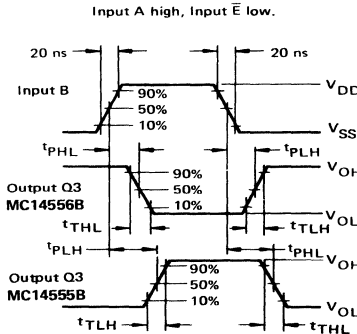 Input A high, Input E̅ low.
20 ns
20 ns
Input B
90%
50%
10%
VDD
VSS
tPHL
tPLH
Output Q3
MC14556B
90%
50%
10%
VOH
VOL
tTHL
tTLH
tPLH
tPHL
Output Q3
MC14555B
90%
50%
10%
VOH
VOL
tTLH
tTHL